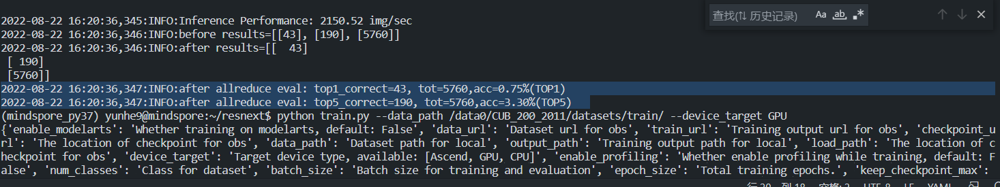 查找(⇅ 历史记录)
Aa ab .*
2022-08-22 16:20:36,345:INFO:Inference Performance: 2150.52 img/sec
2022-08-22 16:20:36,346:INFO:before results=[[43], [190], [5760]]
2022-08-22 16:20:36,346:INFO:after results=[[  43]
 [ 190]
 [5760]]
2022-08-22 16:20:36,347:INFO:after allreduce eval: top1_correct=43, tot=5760,acc=0.75%(TOP1)
2022-08-22 16:20:36,347:INFO:after allreduce eval: top5_correct=190, tot=5760,acc=3.30%(TOP5)
(mindspore_py37) yunhe9@mindspore:~/resnext$ python train.py --data_path /data0/CUB_200_2011/datasets/train/ --device_target GPU
{'enable_modelarts': 'Whether training on modelarts, default: False', 'data_url': 'Dataset url for obs', 'train_url': 'Training output url for obs', 'checkpoint_u
rl': 'The location of checkpoint for obs', 'data_path': 'Dataset path for local', 'output_path': 'Training output path for local', 'load_path': 'The location of c
heckpoint for obs', 'device_target': 'Target device type, available: [Ascend, GPU, CPU]', 'enable_profiling': 'Whether enable profiling while training, default: F
alse', 'num_classes': 'Class for dataset', 'batch_size': 'Batch size for training and evaluation', 'epoch_size': 'Total training epochs.', 'keep_checkpoint_max':
行 20, 列 18 空格: 2 UTF-8 LF YAML